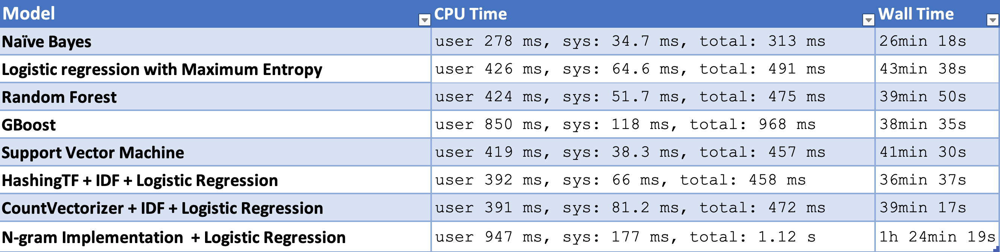 Model CPU Time Wall Time
Naïve Bayes user 278 ms, sys: 34.7 ms, total: 313 ms 26min 18s
Logistic regression with Maximum Entropy user 426 ms, sys: 64.6 ms, total: 491 ms 43min 38s
Random Forest user 424 ms, sys: 51.7 ms, total: 475 ms 39min 50s
GBoost user 850 ms, sys: 118 ms, total: 968 ms 38min 35s
Support Vector Machine user 419 ms, sys: 38.3 ms, total: 457 ms 41min 30s
HashingTF + IDF + Logistic Regression user 392 ms, sys: 66 ms, total: 458 ms 36min 37s
CountVectorizer + IDF + Logistic Regression user 391 ms, sys: 81.2 ms, total: 472 ms 39min 17s
N-gram Implementation + Logistic Regression user 947 ms, sys: 177 ms, total: 1.12 s 1h 24min 19s